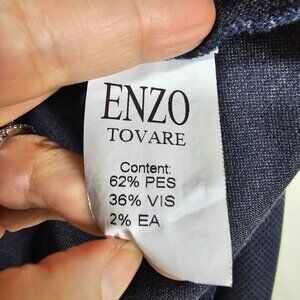 ENZO
TOVARE
Content:
62% PES
36% VIS
2% EA